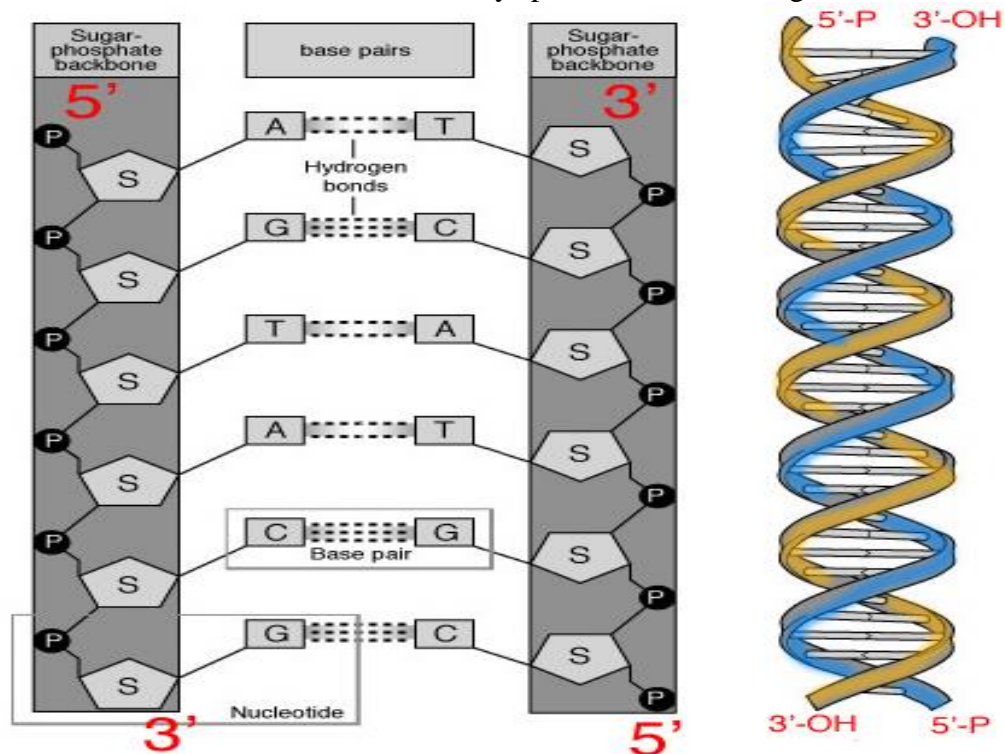 Sugar-
phosphate
backbone
base pairs
Sugar-
phosphate
backbone
5'-P 3'-OH
5'
3'
P
S
A
T
S
P
Hydrogen
bonds
P
S
G
C
S
P
P
S
T
A
S
P
P
S
A
T
S
P
P
S
C
G
S
P
Base pair
P
S
G
C
S
P
Nucleotide
3'
5'
3'-OH 5'-P